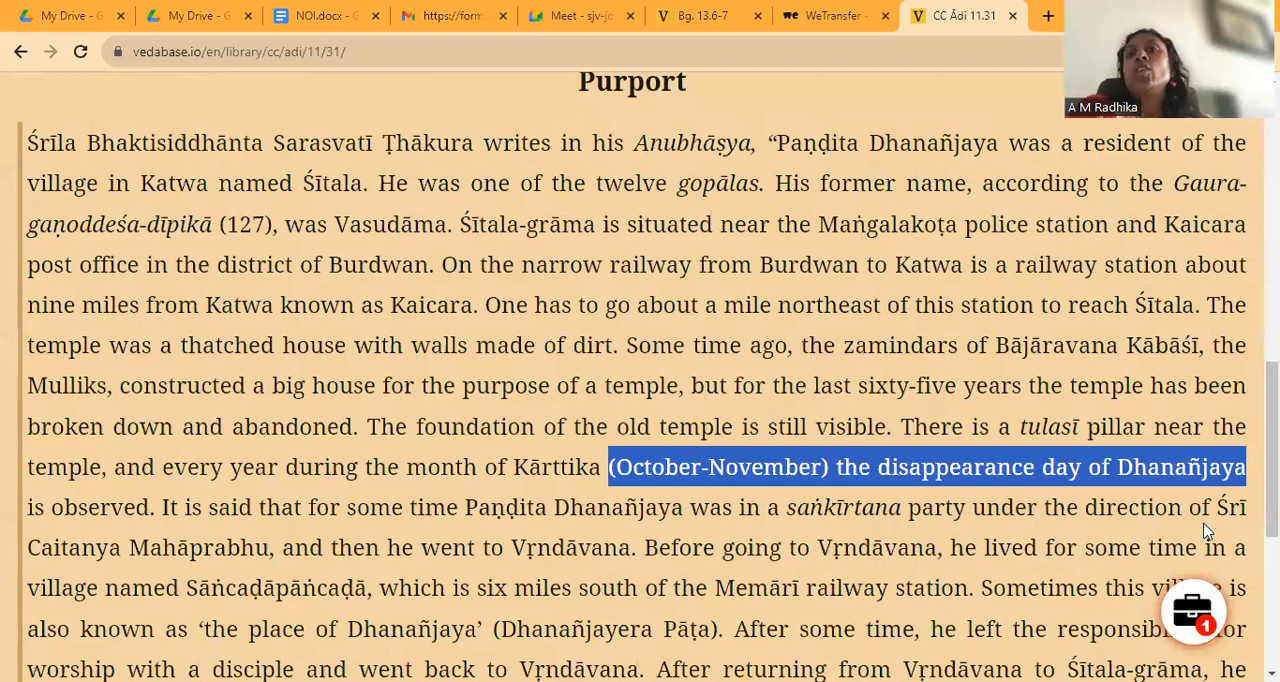 My Drive - G
My Drive - G
NOI.docx - G
https://form
Meet - sjv-jo
Bg. 13.6-7
WeTransfer -
CC Ādi 11.31
vedabase.io/en/library/cc/adi/11/31/
A M Radhika
Purport
Śrīla Bhaktisiddhānta Sarasvatī Ṭhākura writes in his Anubhāṣya, “Paṇḍita Dhanañjaya was a resident of the
village in Katwa named Śītala. He was one of the twelve gopālas. His former name, according to the Gaura-
gaṇoddeśa-dīpikā (127), was Vasudāma. Śītala-grāma is situated near the Maṅgalakoṭa police station and Kaicara
post office in the district of Burdwan. On the narrow railway from Burdwan to Katwa is a railway station about
nine miles from Katwa known as Kaicara. One has to go about a mile northeast of this station to reach Śītala. The
temple was a thatched house with walls made of dirt. Some time ago, the zamindars of Bājāravana Kābāśī, the
Mulliks, constructed a big house for the purpose of a temple, but for the last sixty-five years the temple has been
broken down and abandoned. The foundation of the old temple is still visible. There is a tulasī pillar near the
temple, and every year during the month of Kārttika (October-November) the disappearance day of Dhanañjaya
is observed. It is said that for some time Paṇḍita Dhanañjaya was in a saṅkīrtana party under the direction of Śrī
Caitanya Mahāprabhu, and then he went to Vṛndāvana. Before going to Vṛndāvana, he lived for some time in a
village named Sāṅcaḍāpāṅcaḍā, which is six miles south of the Memārī railway station. Sometimes this is
also known as ‘the place of Dhanañjaya’ (Dhanañjayera Pāṭa). After some time, he left the
worship with a disciple and went back to Vṛndāvana. After returning from Vṛndāvana to Śītala-grāma, he
1